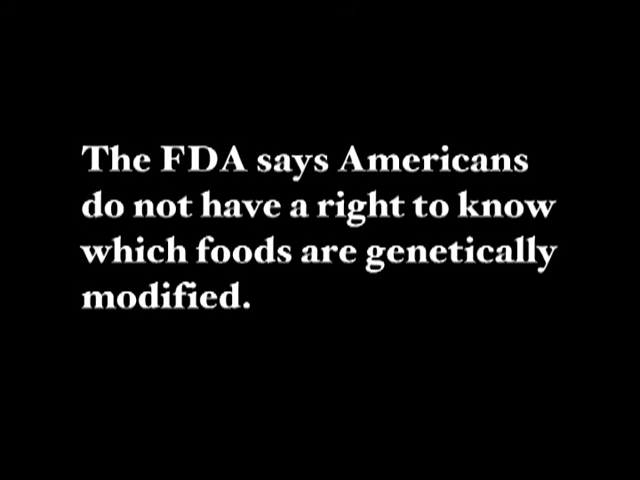 The FDA says Americans
do not have a right to know
which foods are genetically
modified.